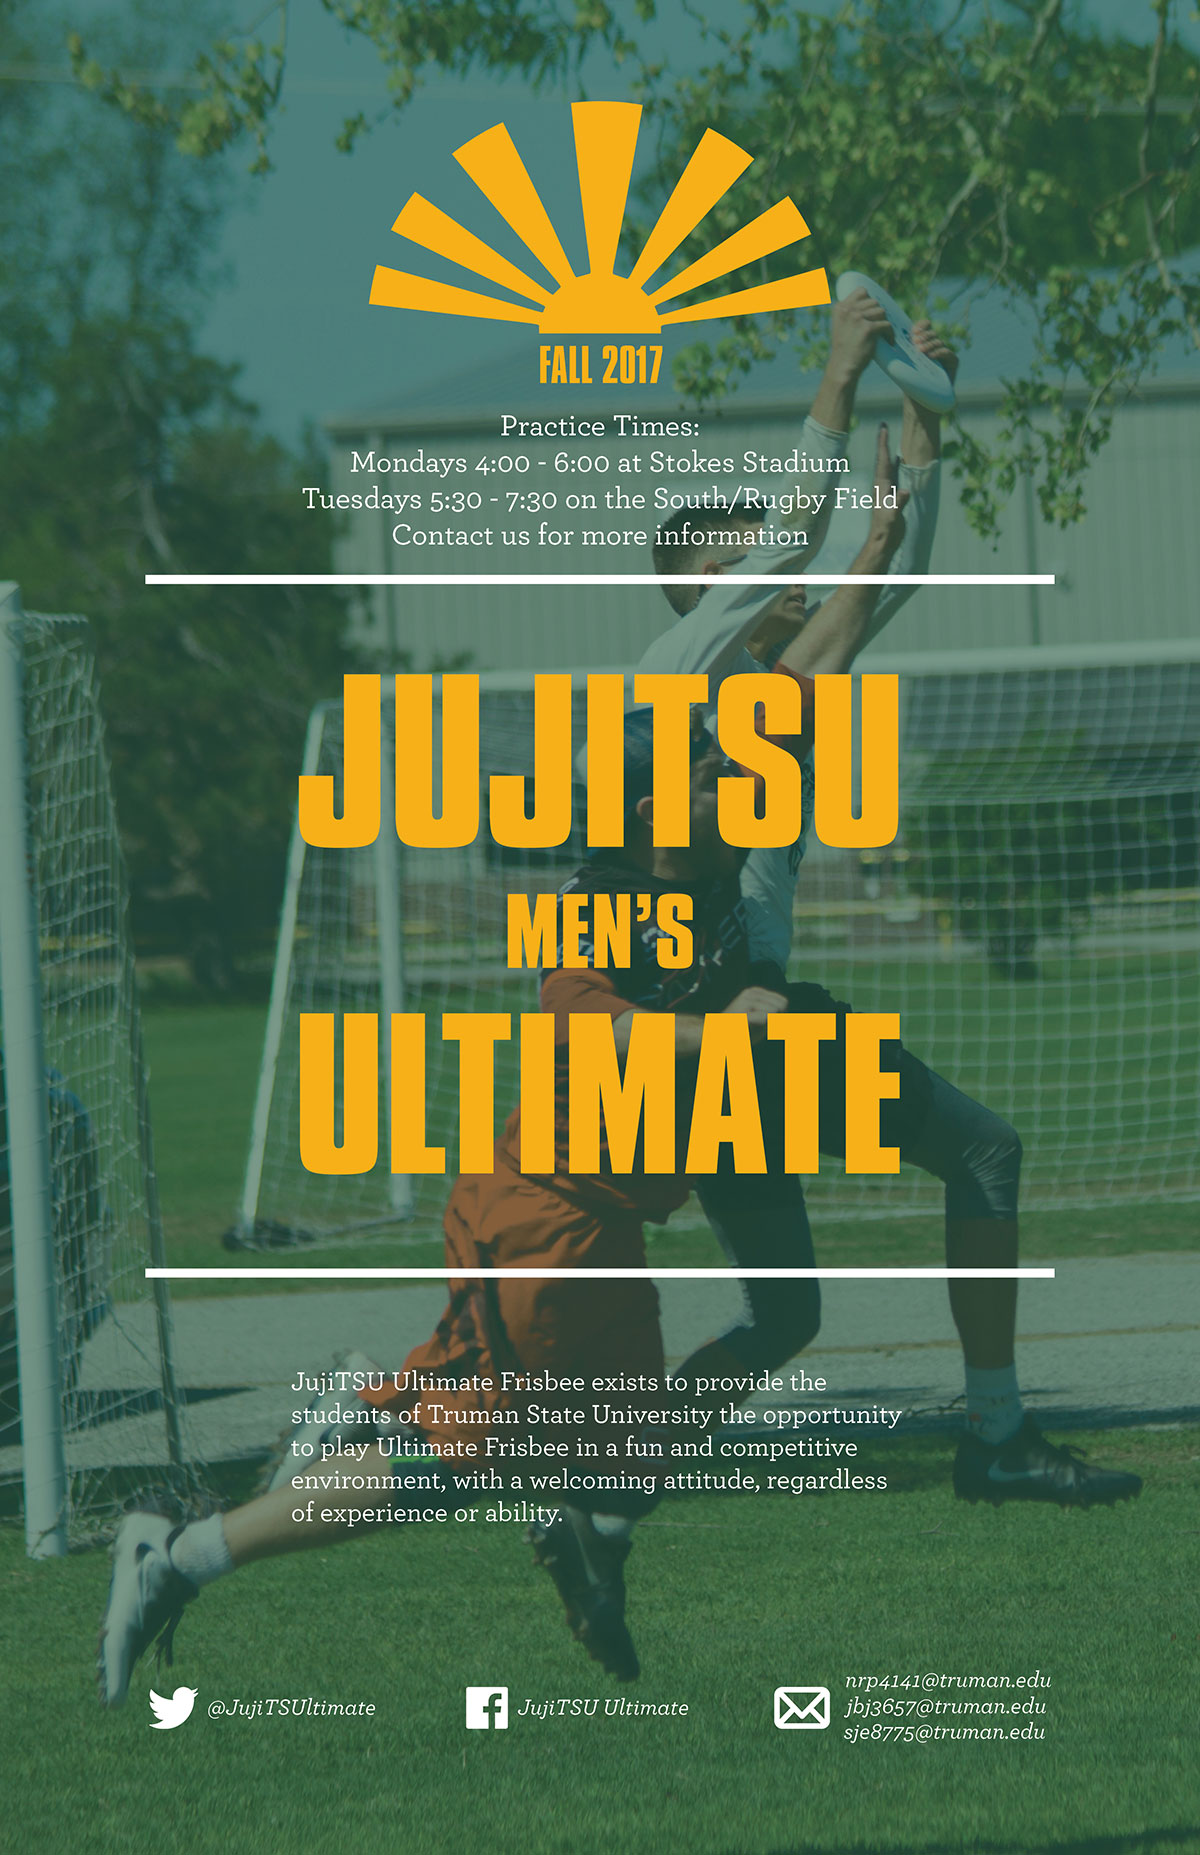 FALL 2017
Practice Times:
Mondays 4:00 - 6:00 at Stokes Stadium
Tuesdays 5:30 - 7:30 on the South/Rugby Field
Contact us for more information
JUJITSU
MEN'S
ULTIMATE
JujiTSU Ultimate Frisbee exists to provide the
students of Truman State University the opportunity
to play Ultimate Frisbee in a fun and competitive
environment, with a welcoming attitude, regardless
of experience or ability.
@JujiTSUltimate
JujiTSU Ultimate
nrp4141@truman.edu
jbj3657@truman.edu
sje8775@truman.edu